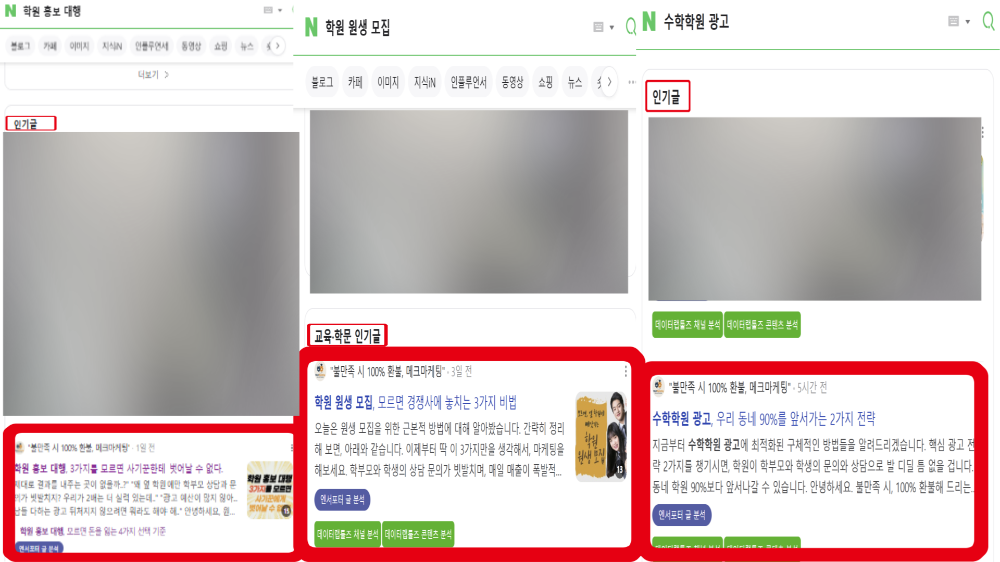 N 학원 홍보 대행
블로그 카페 이미지 지식iN 인플루언서 동영상 쇼핑 뉴스
더보기 >
인기글
"불만족 시 100% 환불, 메크마케팅" · 1일 전
학원 홍보 대행, 3가지를 모르면 사기꾼한테 벗어날 수 없다.
제대로 결과를 내주는 곳이 없을까..?" "왜 옆 학원에만 학부모 상담과 문
의가 빗발치지? 우리가 2배는 더 실력 있는데.." "광고 예산이 많지 않아...
남들 다하는 광고 뒤쳐지지 않으려면 뭐라도 해야 해.." 안녕하세요, 원...
학원 홍보 대행
3가지를 모르면
사기꾼에게
벗어날 수 없
15
학원 홍보 대행, 모르면 돈을 잃는 4가지 선택 기준
엔서포터 글 분석
N 학원 원생 모집
블로그 카페 이미지 지식iN 인플루언서 동영상 쇼핑 뉴스 숏 > ...
교육·학문 인기글
"불만족 시 100% 환불, 메크마케팅" · 3일 전
학원 원생 모집, 모르면 경쟁사에 놓치는 3가지 비법
오늘은 원생 모집을 위한 근본적 방법에 대해 알아봤습니다. 간략히 정리
해 보면, 아래와 같습니다. 이제부터 딱 이 3가지만을 생각해서, 마케팅을
해보세요. 학부모와 학생의 상담 문의가 빗발치며, 매일 매출이 폭발적...
모르면, 옆 학원에
빼앗기는
학원
원생 모집
13
엔서포터 글 분석
데이터랩툴즈 채널 분석 데이터랩툴즈 콘텐츠 분석
N 수학학원 광고
인기글
데이터랩툴즈 채널 분석 데이터랩툴즈 콘텐츠 분석
"불만족 시 100% 환불, 메크마케팅" · 5시간 전
수학학원 광고, 우리 동네 90%를 앞서가는 2가지 전략
지금부터 수학학원 광고에 최적화된 구체적인 방법들을 알려드리겠습니다. 핵심 광고 전
략 2가지를 챙기시면, 학원이 학부모와 학생의 문의와 상담으로 발 디딜 틈 없을 겁니다.
동네 학원 90%보다 앞서나갈 수 있습니다. 안녕하세요. 불만족 시, 100% 환불해 드리는..
엔서포터 글 분석
데이터랩툴즈 채널 분석 데이터랩툴즈 콘텐츠 분석